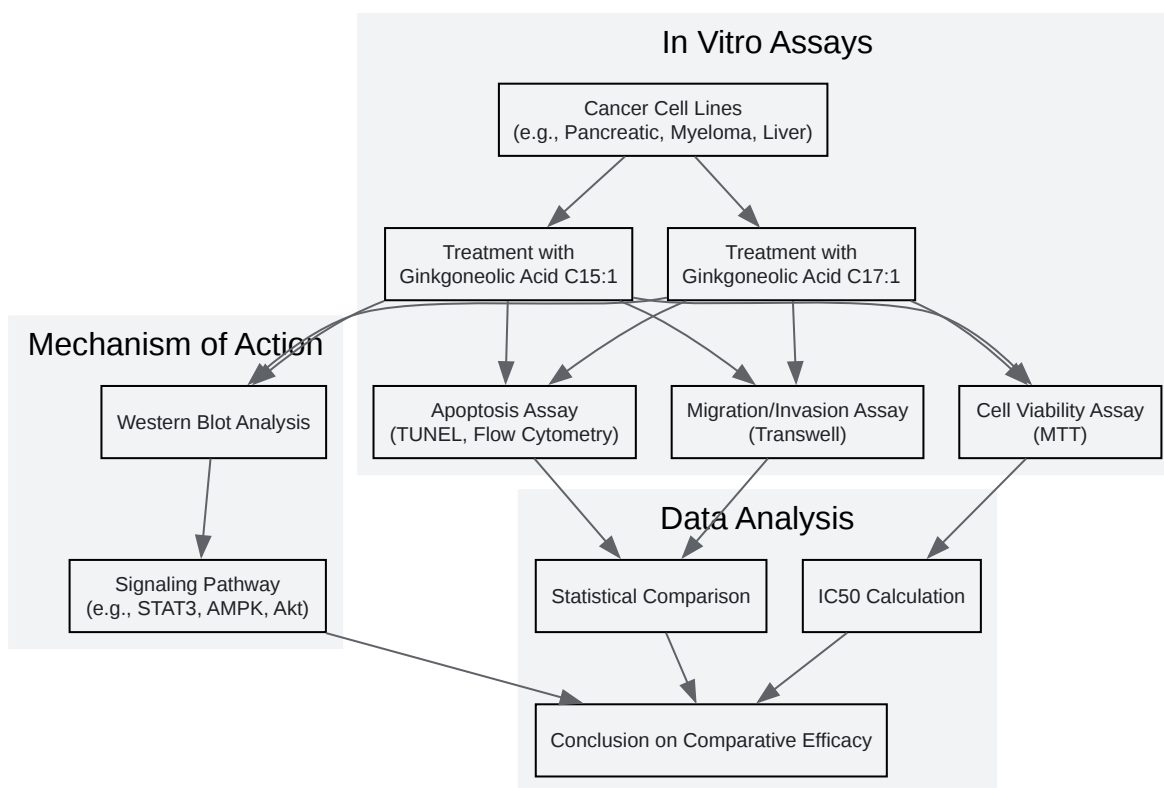 In Vitro Assays
Cancer Cell Lines
(e.g., Pancreatic, Myeloma, Liver)
Treatment with
Ginkgoneolic Acid C15:1
Treatment with
Ginkgoneolic Acid C17:1
Mechanism of Action
Western Blot Analysis
Apoptosis Assay
(TUNEL, Flow Cytometry)
Migration/Invasion Assay
(Transwell)
Cell Viability Assay
(MTT)
Data Analysis
Signaling Pathway
(e.g., STAT3, AMPK, Akt)
Statistical Comparison
IC50 Calculation
Conclusion on Comparative Efficacy